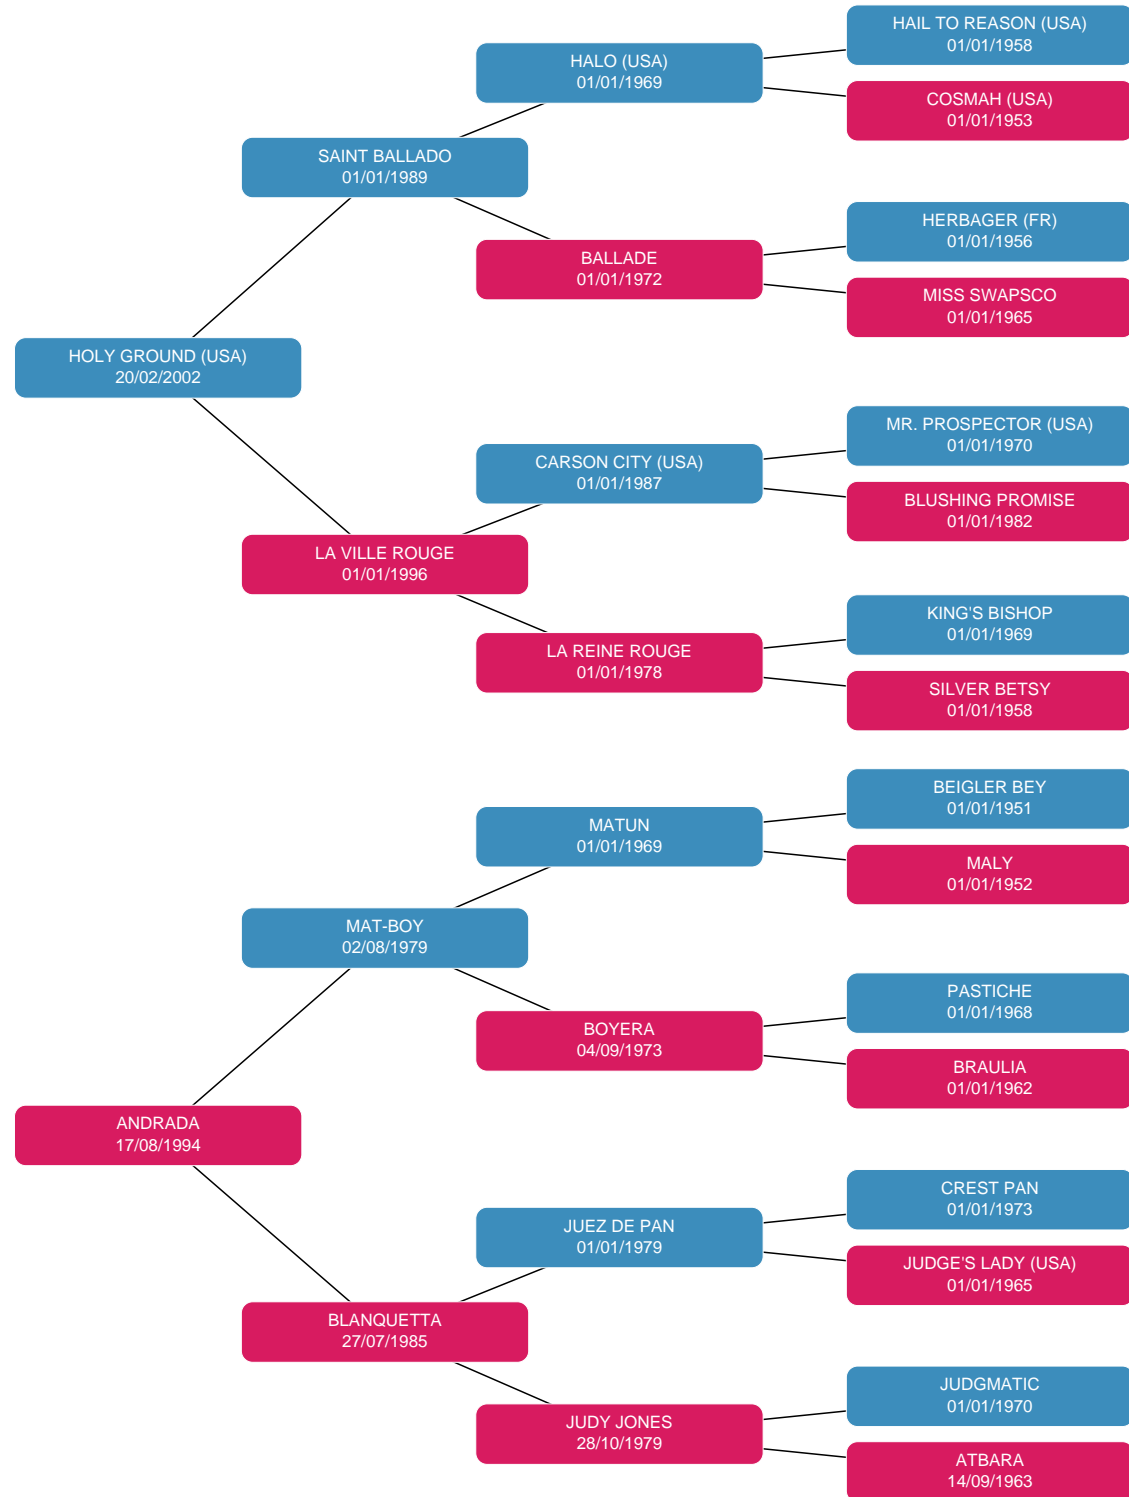 HAIL TO REASON (USA)
01/01/1958
HALO (USA)
01/01/1969
COSMAH (USA)
01/01/1953
SAINT BALLADO
01/01/1989
HERBAGER (FR)
01/01/1956
BALLADE
01/01/1972
MISS SWAPSCO
01/01/1965
HOLY GROUND (USA)
20/02/2002
MR. PROSPECTOR (USA)
01/01/1970
CARSON CITY (USA)
01/01/1987
BLUSHING PROMISE
01/01/1982
LA VILLE ROUGE
01/01/1996
KING'S BISHOP
01/01/1969
LA REINE ROUGE
01/01/1978
SILVER BETSY
01/01/1958
BEIGLER BEY
01/01/1951
MATUN
01/01/1969
MALY
01/01/1952
MAT-BOY
02/08/1979
PASTICHE
01/01/1968
BOYERA
04/09/1973
BRAULIA
01/01/1962
ANDRADA
17/08/1994
CREST PAN
01/01/1973
JUEZ DE PAN
01/01/1979
JUDGE'S LADY (USA)
01/01/1965
BLANQUETTA
27/07/1985
JUDGMATIC
01/01/1970
JUDY JONES
28/10/1979
ATBARA
14/09/1963